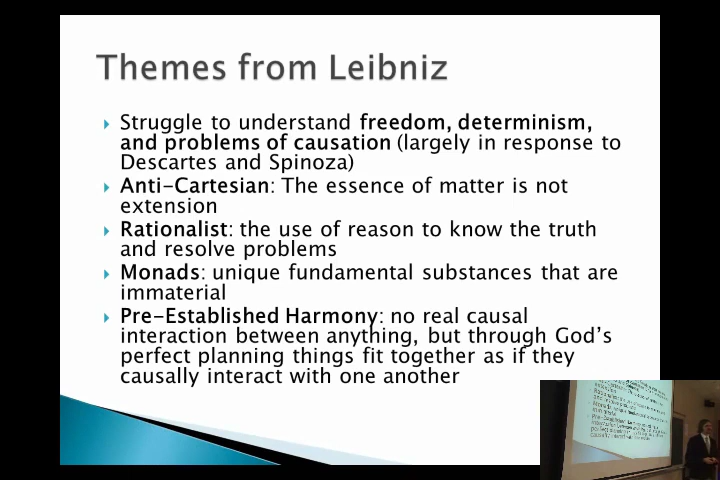 Themes from Leibniz
Struggle to understand freedom, determinism,
and problems of causation (largely in response to
Descartes and Spinoza)
Anti-Cartesian: The essence of matter is not
extension
Rationalist: the use of reason to know the truth
and resolve problems
Monads: unique fundamental substances that are
immaterial
Pre-Established Harmony: no real causal
interaction between anything, but through God's
perfect planning things fit together as if they
causally interact with one another